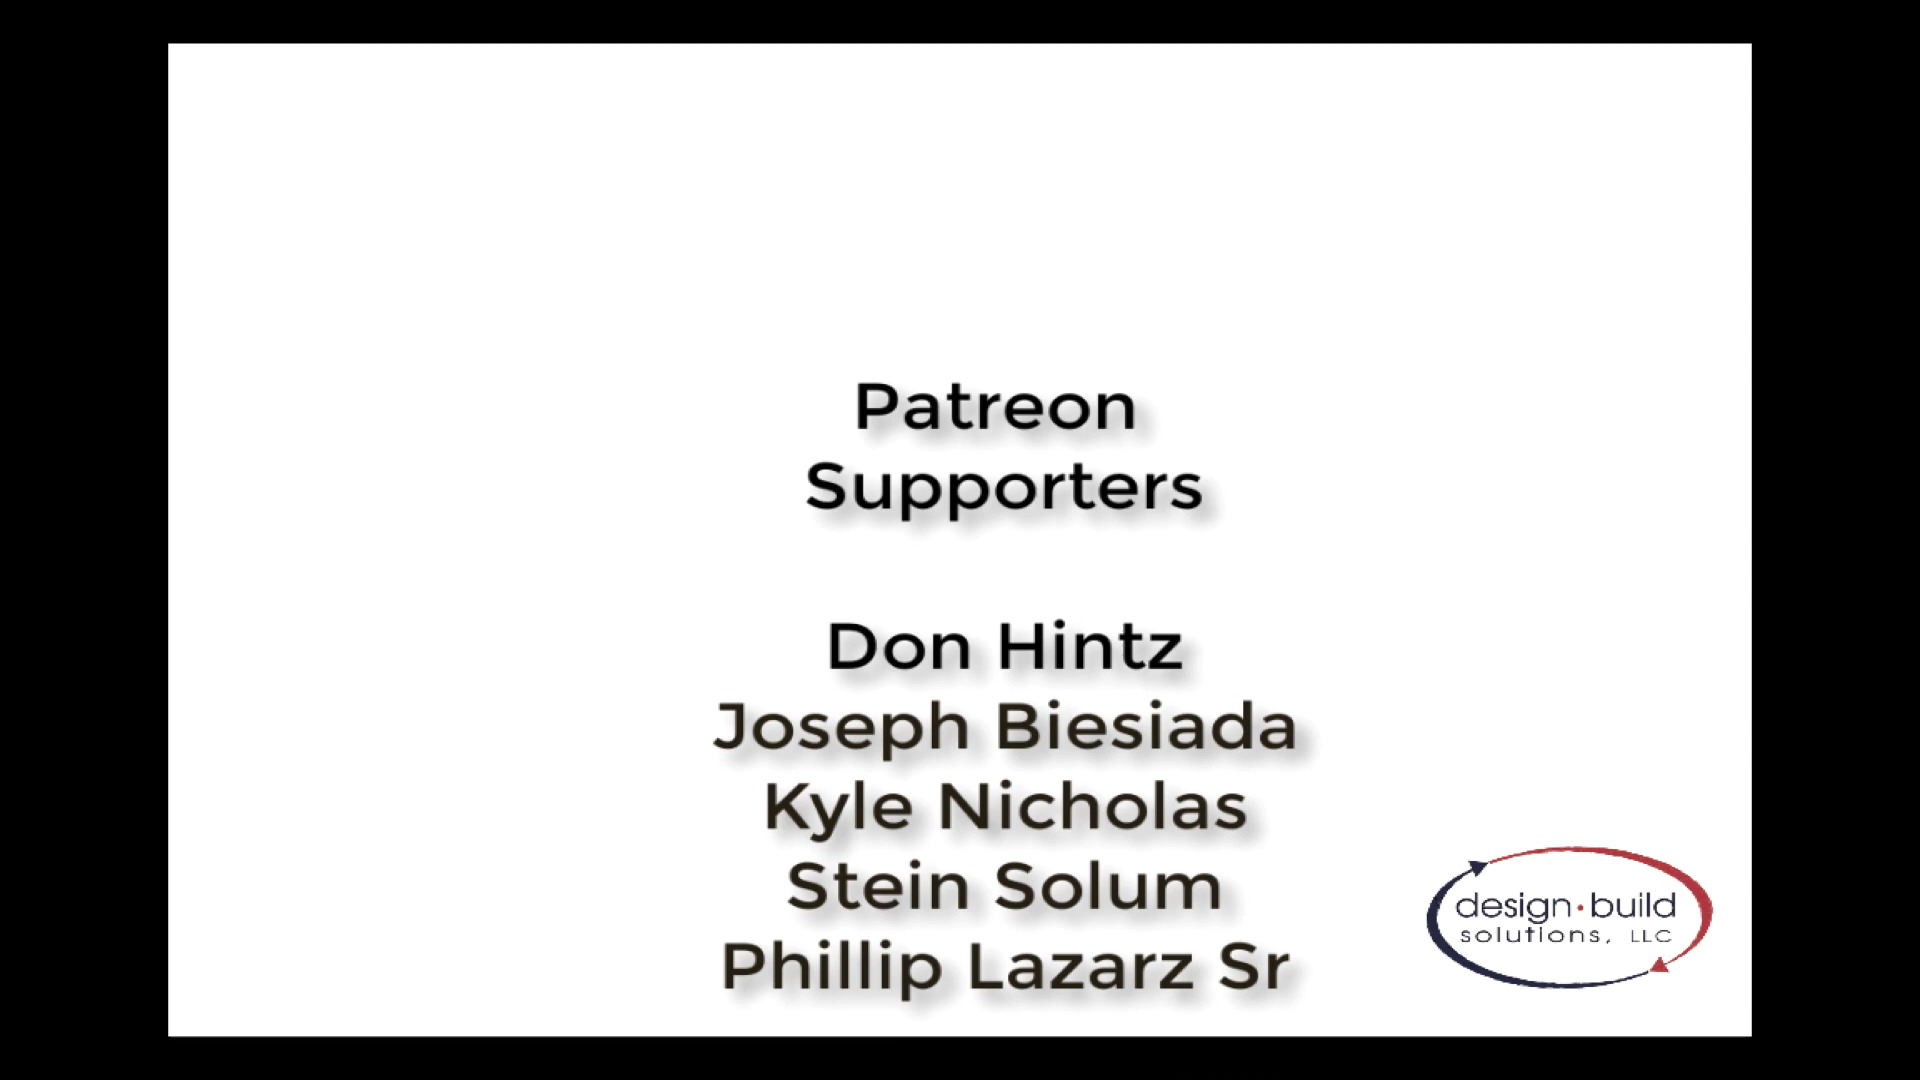 Patreon
Supporters
Don Hintz
Joseph Biesiada
Kyle Nicholas
Stein Solum
Phillip Lazarz Sr
design·build
solutions, LLC